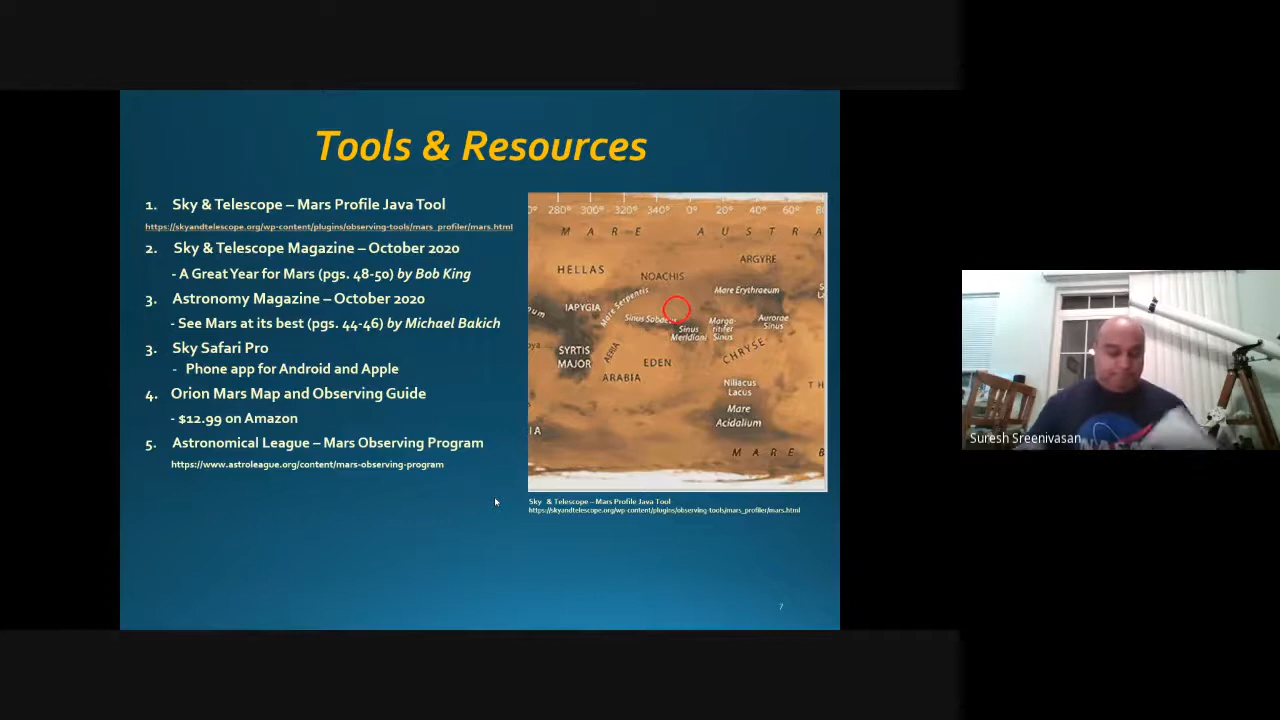 Tools & Resources
1. Sky & Telescope – Mars Profile Java Tool
https://skyandtelescope.org/wp-content/plugins/observing-tools/mars_profiler/mars.html
2. Sky & Telescope Magazine – October 2020
- A Great Year for Mars (pgs. 48-50) by Bob King
3. Astronomy Magazine – October 2020
- See Mars at its best (pgs. 44-46) by Michael Bakich
3. Sky Safari Pro
- Phone app for Android and Apple
4. Orion Mars Map and Observing Guide
- $12.99 on Amazon
5. Astronomical League – Mars Observing Program
https://www.astroleague.org/content/mars-observing-program
0° 280° 300° 320° 340° 0° 20° 40° 60° 8
MARE AUSTRA
ARGYRE
HELLAS
NOACHIS
Mare Erythraeum
Mare Serpentis
IAPYGIA
Sinus Sabaeus
Sinus
Meridiani
Marga-
ritifer
Sinus
Aurorae
Sinus
SYRTIS
MAJOR
AERIA
EDEN
CHRYSE
ARABIA
Niliacus
Lacus
T H
Mare
Acidalium
IA
MARE B
Sky & Telescope – Mars Profile Java Tool
https://skyandtelescope.org/wp-content/plugins/observing-tools/mars_profiler/mars.html
7
Suresh Sreenivasan